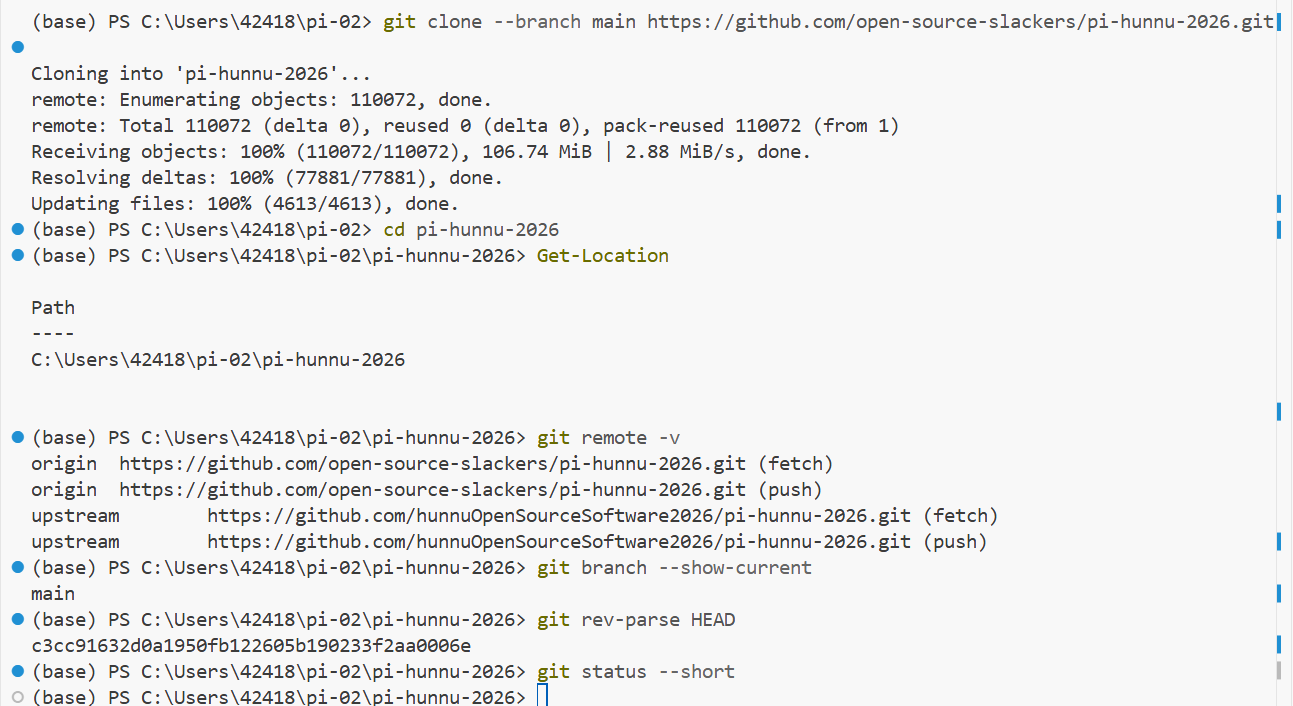 (base) PS C:\Users\42418\pi-02> git clone --branch main https://github.com/open-source-slackers/pi-hunnu-2026.git
Cloning into 'pi-hunnu-2026'...
remote: Enumerating objects: 110072, done.
remote: Total 110072 (delta 0), reused 0 (delta 0), pack-reused 110072 (from 1)
Receiving objects: 100% (110072/110072), 106.74 MiB | 2.88 MiB/s, done.
Resolving deltas: 100% (77881/77881), done.
Updating files: 100% (4613/4613), done.
(base) PS C:\Users\42418\pi-02> cd pi-hunnu-2026
(base) PS C:\Users\42418\pi-02\pi-hunnu-2026> Get-Location
Path
----
C:\Users\42418\pi-02\pi-hunnu-2026
(base) PS C:\Users\42418\pi-02\pi-hunnu-2026> git remote -v
origin  https://github.com/open-source-slackers/pi-hunnu-2026.git (fetch)
origin  https://github.com/open-source-slackers/pi-hunnu-2026.git (push)
upstream        https://github.com/hunnuOpenSourceSoftware2026/pi-hunnu-2026.git (fetch)
upstream        https://github.com/hunnuOpenSourceSoftware2026/pi-hunnu-2026.git (push)
(base) PS C:\Users\42418\pi-02\pi-hunnu-2026> git branch --show-current
main
(base) PS C:\Users\42418\pi-02\pi-hunnu-2026> git rev-parse HEAD
c3cc91632d0a1950fb122605b190233f2aa0006e
(base) PS C:\Users\42418\pi-02\pi-hunnu-2026> git status --short
(base) PS C:\Users\42418\pi-02\pi-hunnu-2026>